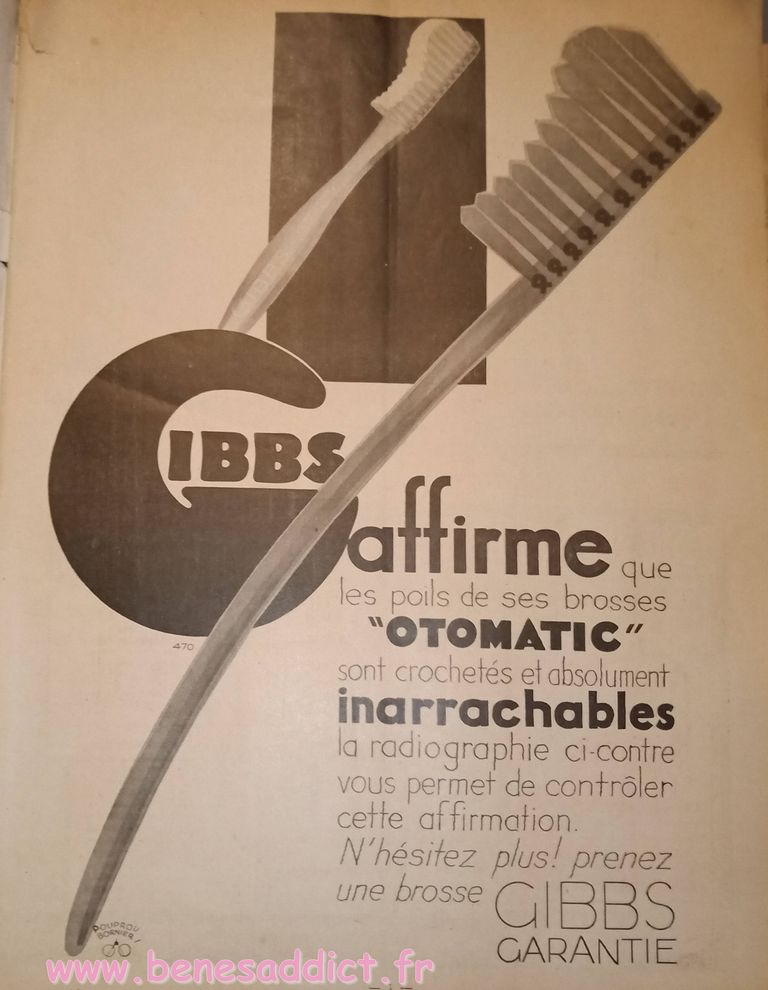 GIBBS
affirme que
les poils de ses brosses
"OTOMATIC"
sont crochetés et absolument
inarrachables
la radiographie ci-contre
vous permet de contrôler
cette affirmation.
N'hésitez plus! prenez
une brosse GIBBS
GARANTIE
470
BORNIER!
www.benesaddict.fr